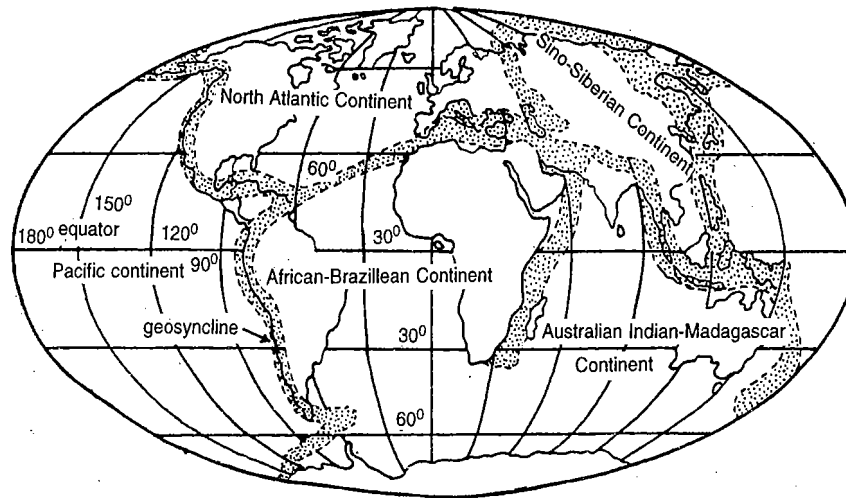 Sino-Siberian Continent
North Atlantic Continent
60⁰
150⁰
180⁰ equator
120⁰
30⁰
Pacific continent
90⁰
African-Brazillean Continent
geosyncline
30⁰
Australian Indian-Madagascar
Continent
60⁰